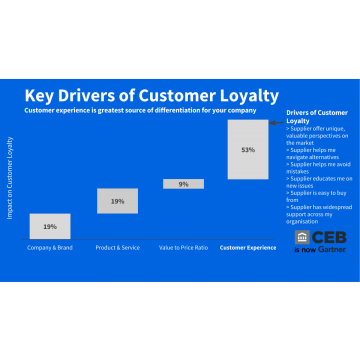 Key Drivers of Customer Loyalty
Customer experience is greatest source of differentiation for your company
Impact on Customer Loyalty
19%
19%
9%
53%
Company & Brand
Product & Service
Value to Price Ratio
Customer Experience
Drivers of Customer
Loyalty
> Supplier offer unique,
valuable perspectives on
the market
> Supplier helps me
navigate alternatives
> Supplier helps me avoid
mistakes
> Supplier educates me on
new issues
> Supplier is easy to buy
from
> Supplier has widespread
support across my
organisation
CEB
is now Gartner